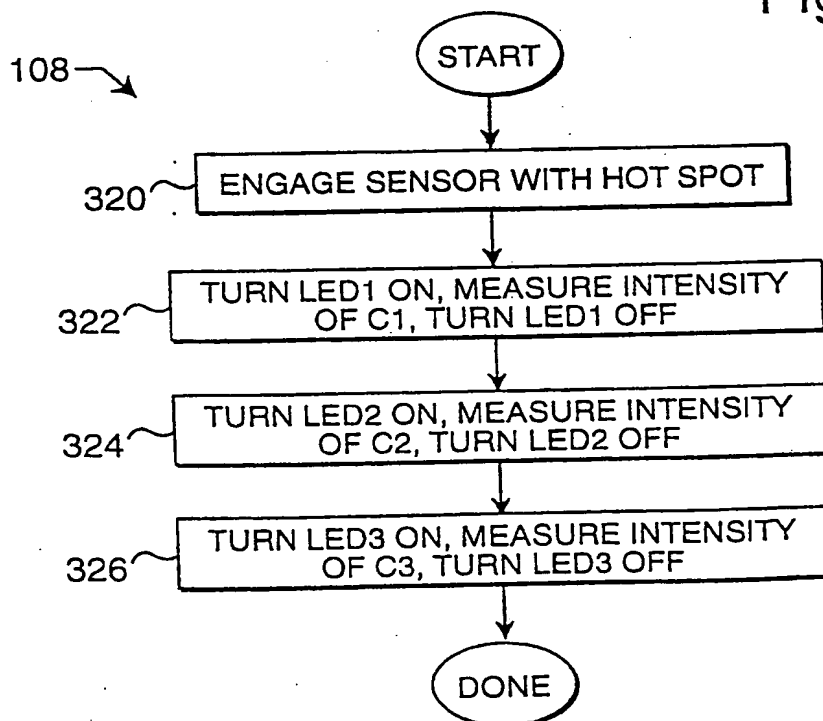 START
108
320
ENGAGE SENSOR WITH HOT SPOT
322
TURN LED1 ON, MEASURE INTENSITY
OF C1, TURN LED1 OFF
324
TURN LED2 ON, MEASURE INTENSITY
OF C2, TURN LED2 OFF
326
TURN LED3 ON, MEASURE INTENSITY
OF C3, TURN LED3 OFF
DONE